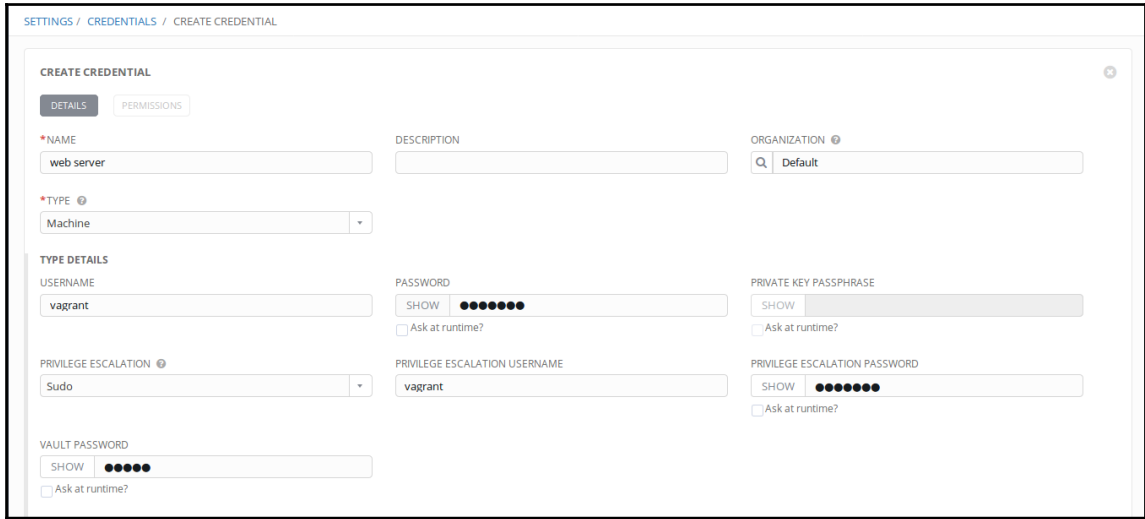 SETTINGS / CREDENTIALS / CREATE CREDENTIAL
CREATE CREDENTIAL
DETAILS PERMISSIONS
*NAME DESCRIPTION ORGANIZATION
web server Default
*TYPE
Machine
TYPE DETAILS
USERNAME PASSWORD PRIVATE KEY PASSPHRASE
vagrant SHOW ●●●●●●● SHOW
Ask at runtime? Ask at runtime?
PRIVILEGE ESCALATION PRIVILEGE ESCALATION USERNAME PRIVILEGE ESCALATION PASSWORD
Sudo vagrant SHOW ●●●●●●●
Ask at runtime?
VAULT PASSWORD
SHOW ●●●●●
Ask at runtime?